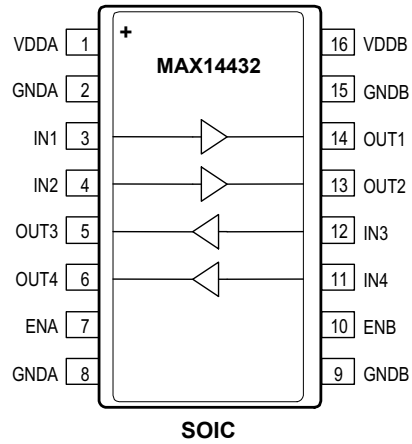 +
MAX14432
VDDA 1 16 VDDB
GNDA 2 15 GNDB
IN1 3 14 OUT1
IN2 4 13 OUT2
OUT3 5 12 IN3
OUT4 6 11 IN4
ENA 7 10 ENB
GNDA 8 9 GNDB
SOIC